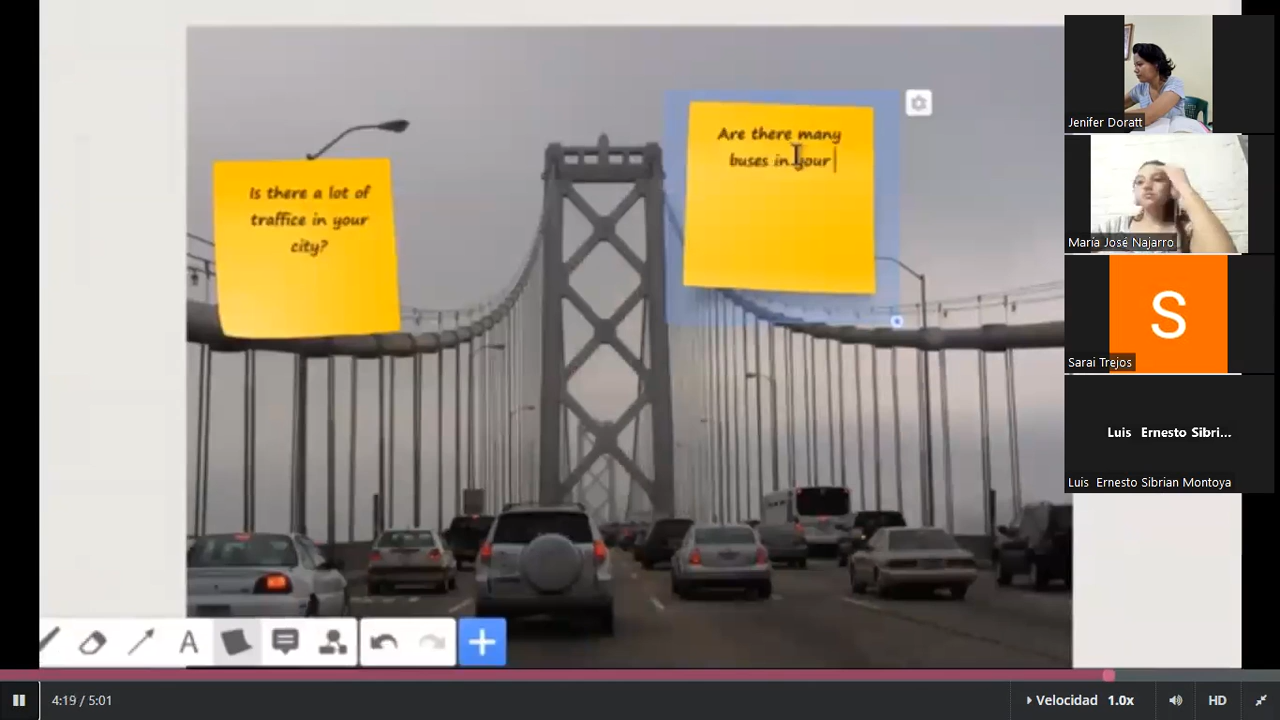 Is there a lot of
traffice in your
city?
Are there many
buses in your
Jenifer Doratt
María José Najarro
S
Sarai Trejos
Luis Ernesto Sibri...
Luis Ernesto Sibrian Montoya
A
4:19 / 5:01
Velocidad 1.0x
HD